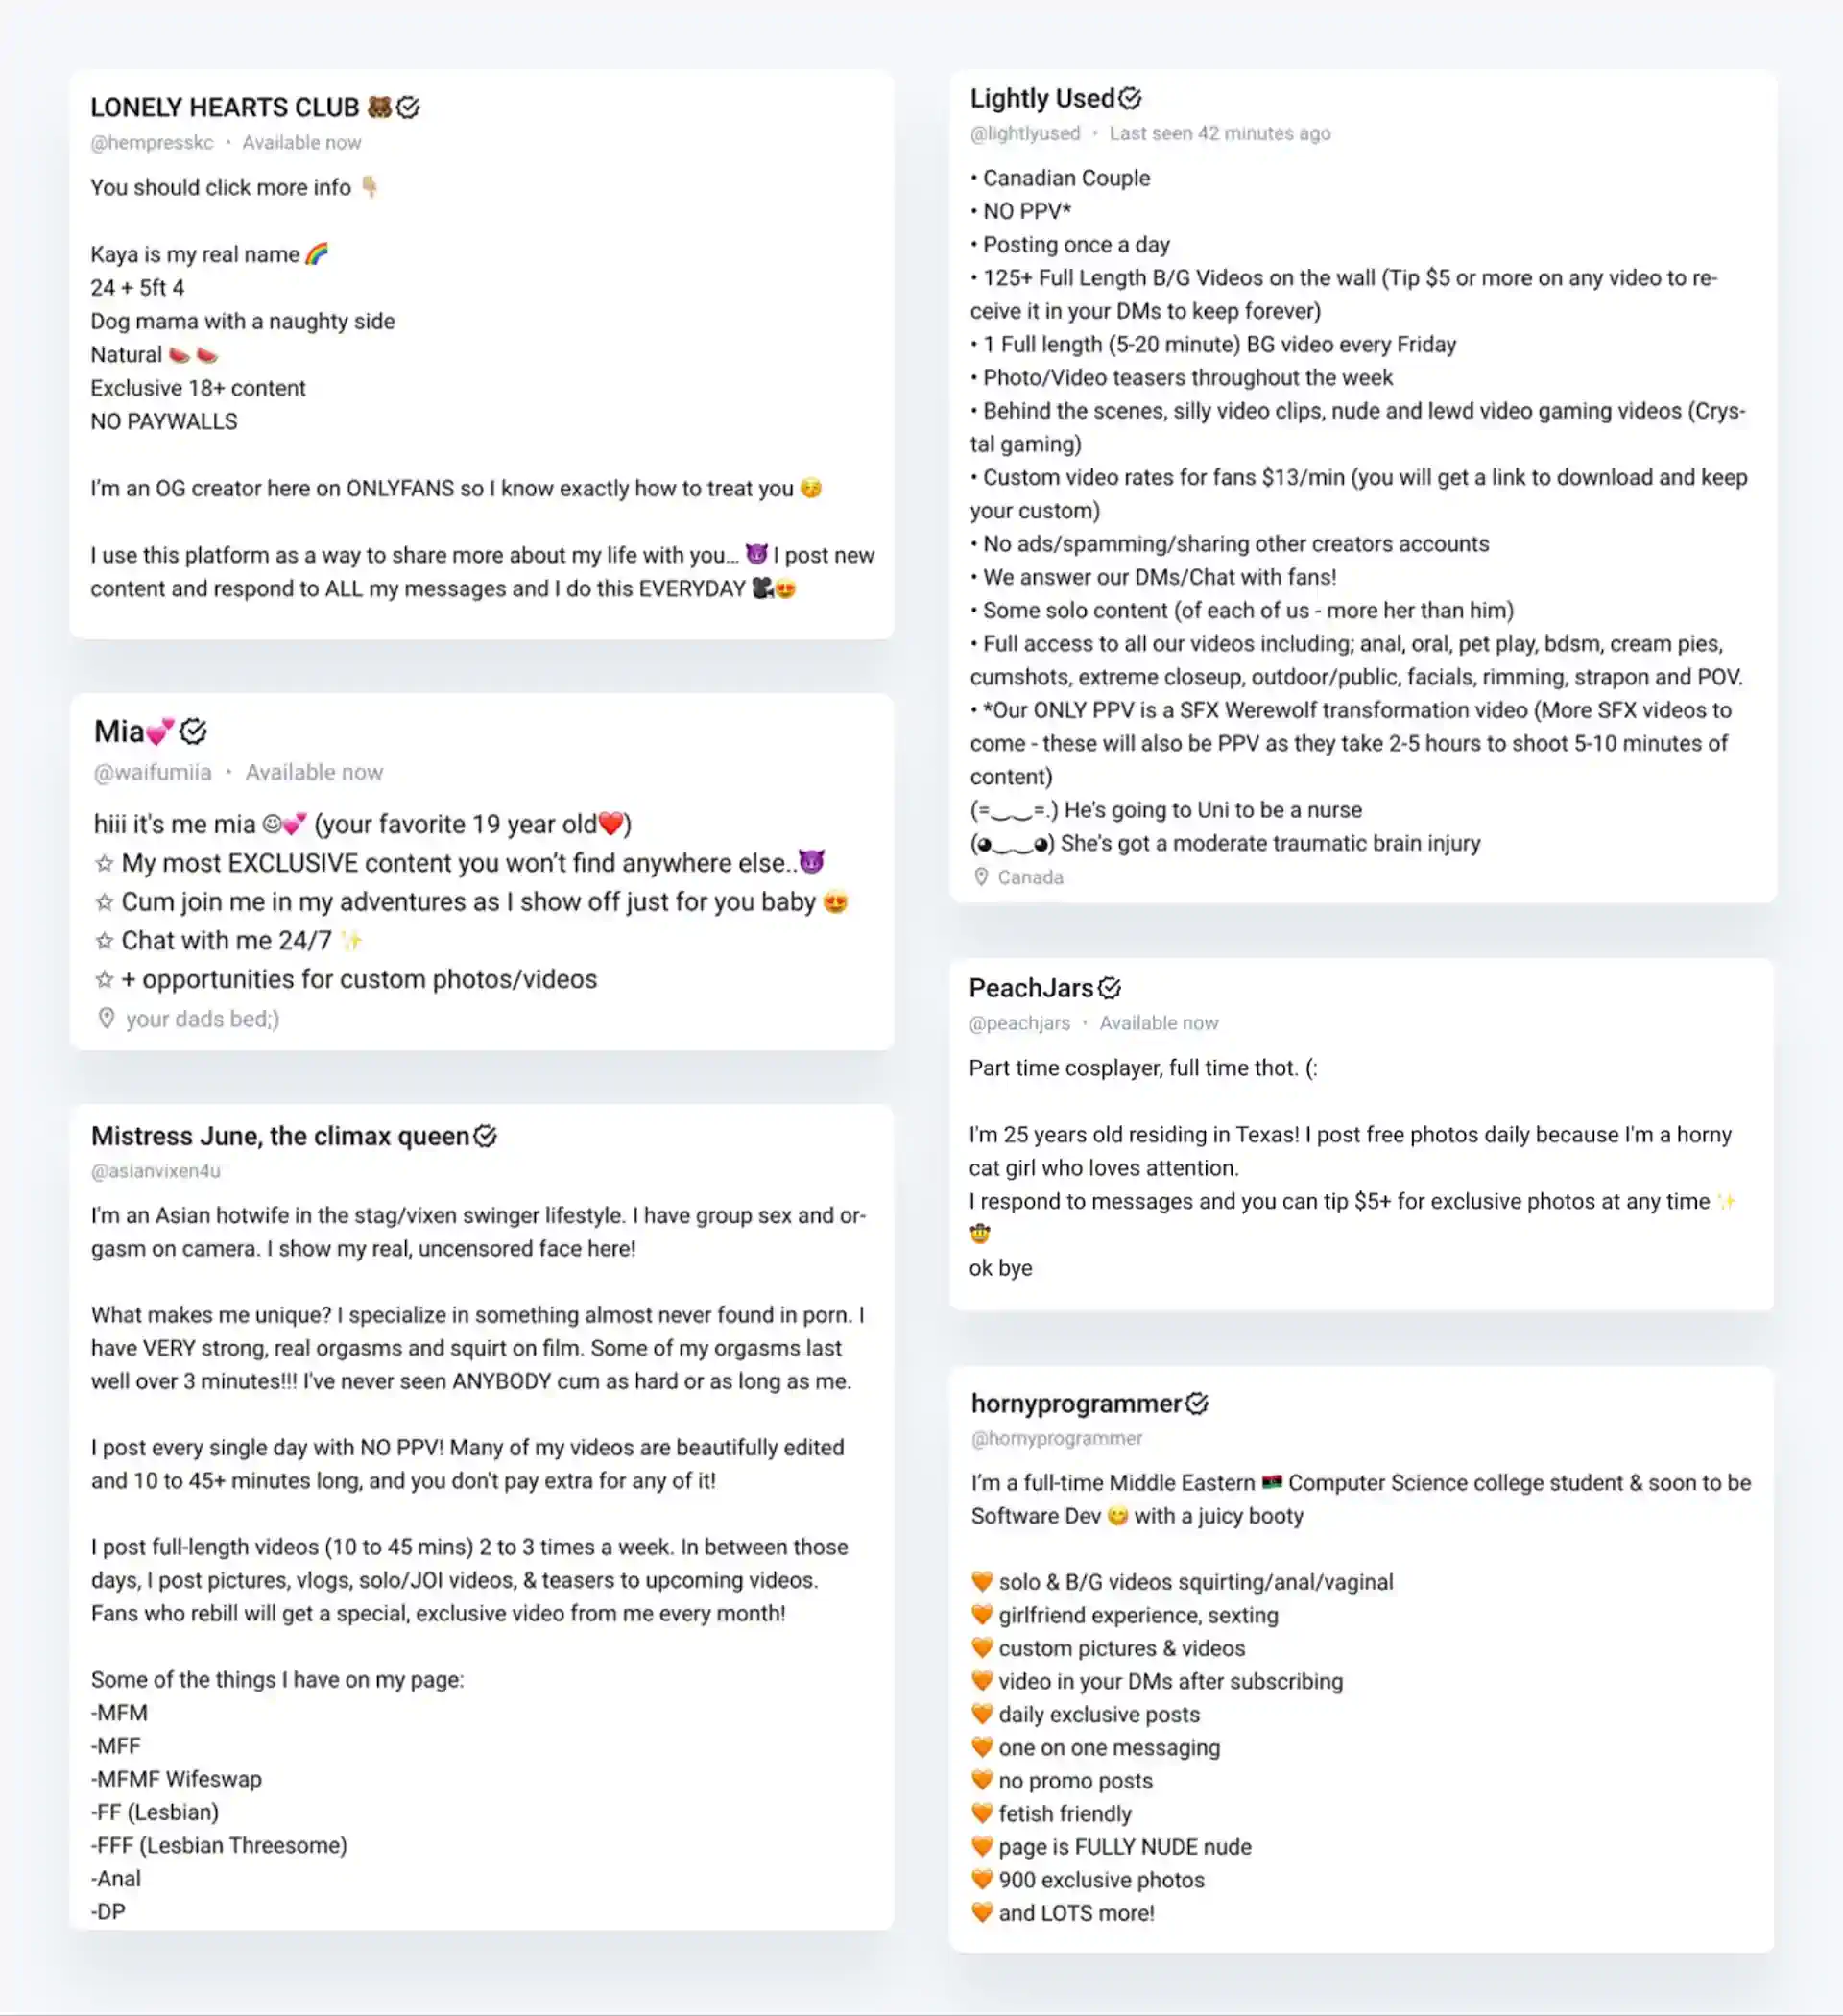 LONELY HEARTS CLUB 🐻
@hempresskc · Available now
You should click more info 👇🏼
Kaya is my real name 🌈
24 + 5ft 4
Dog mama with a naughty side
Natural 🍉 🍉
Exclusive 18+ content
NO PAYWALLS
I'm an OG creator here on ONLYFANS so I know exactly how to treat you 😚
I use this platform as a way to share more about my life with you... 😈 I post new
content and respond to ALL my messages and I do this EVERYDAY 🎥😍
Mia💕
@waifumiia · Available now
hiii it's me mia ☺💕 (your favorite 19 year old❤️)
☆ My most EXCLUSIVE content you won't find anywhere else..😈
☆ Cum join me in my adventures as I show off just for you baby 😍
☆ Chat with me 24/7 ✨
☆ + opportunities for custom photos/videos
your dads bed;)
Mistress June, the climax queen
@asianvixen4u
I'm an Asian hotwife in the stag/vixen swinger lifestyle. I have group sex and or-
gasm on camera. I show my real, uncensored face here!
What makes me unique? I specialize in something almost never found in porn. I
have VERY strong, real orgasms and squirt on film. Some of my orgasms last
well over 3 minutes!!! I've never seen ANYBODY cum as hard or as long as me.
I post every single day with NO PPV! Many of my videos are beautifully edited
and 10 to 45+ minutes long, and you don't pay extra for any of it!
I post full-length videos (10 to 45 mins) 2 to 3 times a week. In between those
days, I post pictures, vlogs, solo/JOI videos, & teasers to upcoming videos.
Fans who rebill will get a special, exclusive video from me every month!
Some of the things I have on my page:
-MFM
-MFF
-MFMF Wifeswap
-FF (Lesbian)
-FFF (Lesbian Threesome)
-Anal
-DP
Lightly Used
@lightlyused · Last seen 42 minutes ago
• Canadian Couple
• NO PPV*
• Posting once a day
• 125+ Full Length B/G Videos on the wall (Tip $5 or more on any video to re-
ceive it in your DMs to keep forever)
• 1 Full length (5-20 minute) BG video every Friday
• Photo/Video teasers throughout the week
• Behind the scenes, silly video clips, nude and lewd video gaming videos (Crys-
tal gaming)
• Custom video rates for fans $13/min (you will get a link to download and keep
your custom)
• No ads/spamming/sharing other creators accounts
• We answer our DMs/Chat with fans!
• Some solo content (of each of us - more her than him)
• Full access to all our videos including; anal, oral, pet play, bdsm, cream pies,
cumshots, extreme closeup, outdoor/public, facials, rimming, strapon and POV.
• *Our ONLY PPV is a SFX Werewolf transformation video (More SFX videos to
come - these will also be PPV as they take 2-5 hours to shoot 5-10 minutes of
content)
(=‿‿=.) He's going to Uni to be a nurse
(◕‿‿◕) She's got a moderate traumatic brain injury
Canada
PeachJars
@peachjars · Available now
Part time cosplayer, full time thot. (:
I'm 25 years old residing in Texas! I post free photos daily because I'm a horny
cat girl who loves attention.
I respond to messages and you can tip $5+ for exclusive photos at any time ✨
🤠
ok bye
hornyprogrammer
@hornyprogrammer
I'm a full-time Middle Eastern 🇱🇾 Computer Science college student & soon to be
Software Dev 😋 with a juicy booty
🧡 solo & B/G videos squirting/anal/vaginal
🧡 girlfriend experience, sexting
🧡 custom pictures & videos
🧡 video in your DMs after subscribing
🧡 daily exclusive posts
🧡 one on one messaging
🧡 no promo posts
🧡 fetish friendly
🧡 page is FULLY NUDE nude
🧡 900 exclusive photos
🧡 and LOTS more!